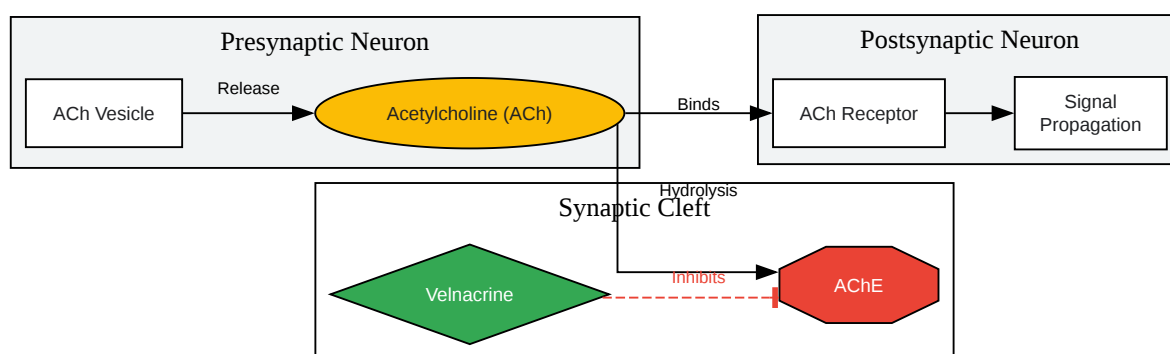 Presynaptic Neuron
Postsynaptic Neuron
ACh Vesicle
Release
Acetylcholine (ACh)
Binds
ACh Receptor
Signal
Propagation
Hydrolysis
Synaptic Cleft
Velnacrine
Inhibits
AChE